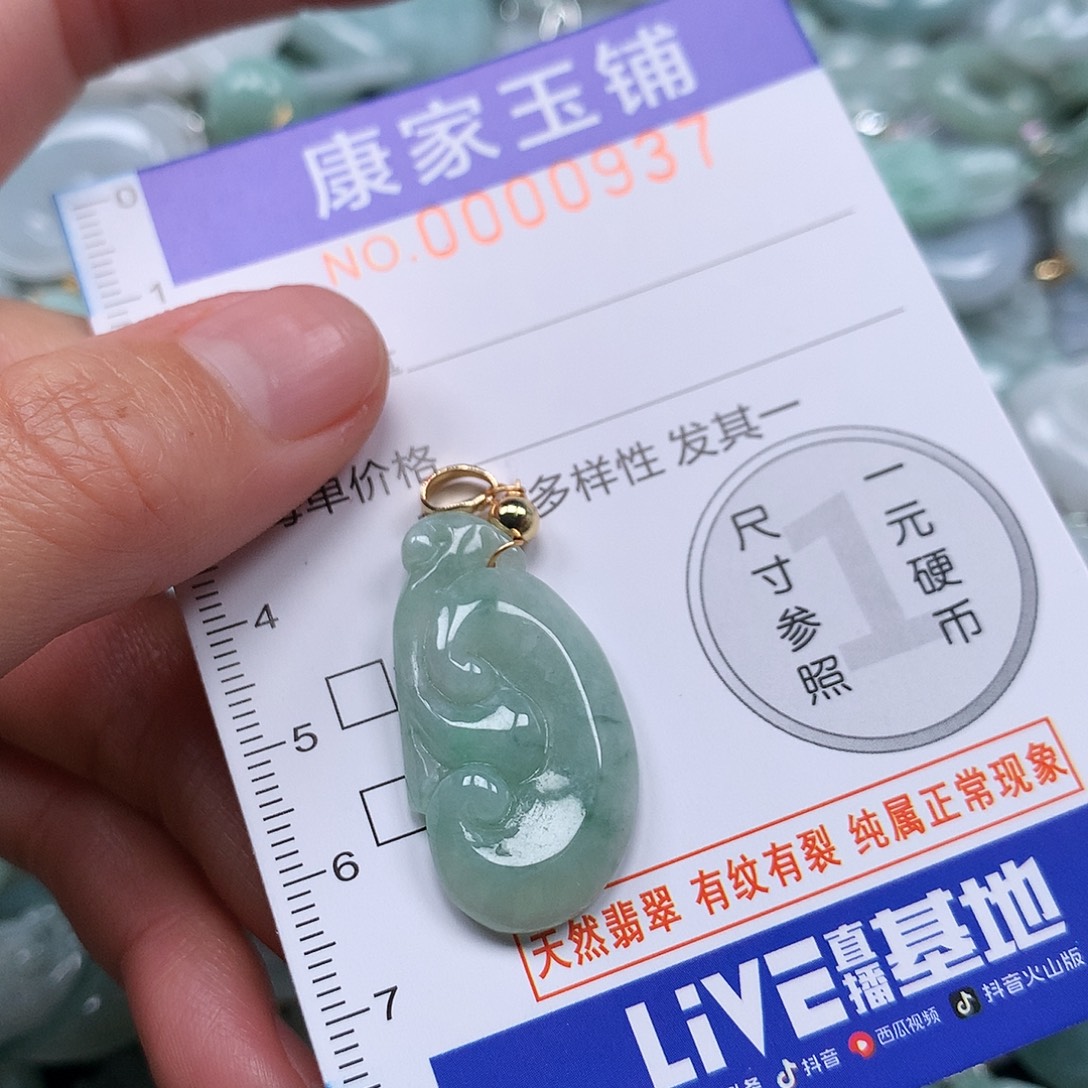 康家玉铺
NO.0000937
0
1
单价格 多样性 发其一
4
5
6
7
一元硬币
尺寸参照
1
天然翡翠 有纹有裂 纯属正常现象
LiVE直播基地
抖音 西瓜视频 抖音火山版